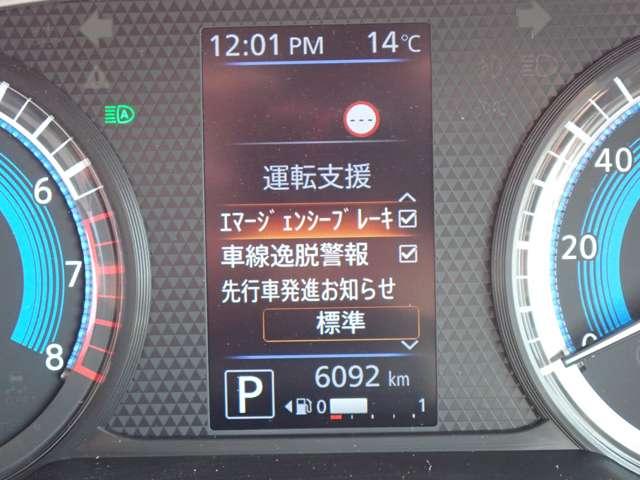 12:01 PM 14℃
---
運転支援
エマージェンシーブレーキ
車線逸脱警報
先行車発進お知らせ
標準
P
6092 km
0 1
6
7
8
40
20
0
A